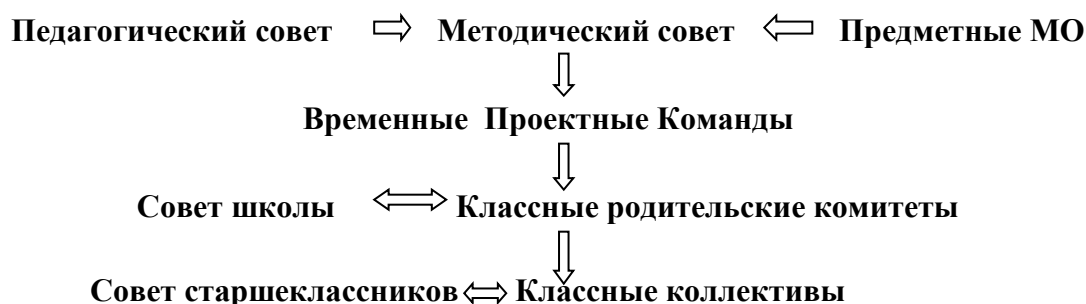 Педагогический совет Методический совет Предметные МО
Временные Проектные Команды
Совет школы Классные родительские комитеты
Совет старшеклассников Классные коллективы